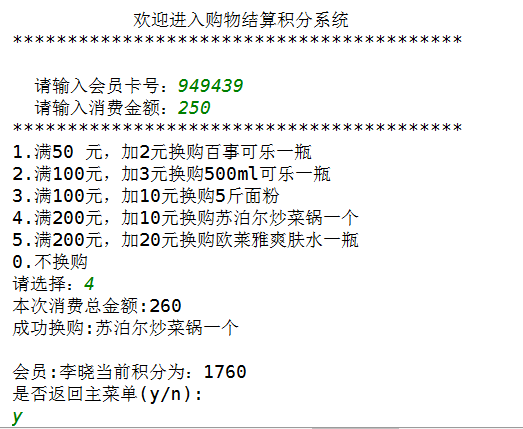 欢迎进入购物结算积分系统
*****************************************
请输入会员卡号：949439
请输入消费金额：250
*****************************************
1.满50 元，加2元换购百事可乐一瓶
2.满100元，加3元换购500ml可乐一瓶
3.满100元，加10元换购5斤面粉
4.满200元，加10元换购苏泊尔炒菜锅一个
5.满200元，加20元换购欧莱雅爽肤水一瓶
0.不换购
请选择：4
本次消费总金额:260
成功换购:苏泊尔炒菜锅一个
会员:李晓当前积分为：1760
是否返回主菜单(y/n):
y